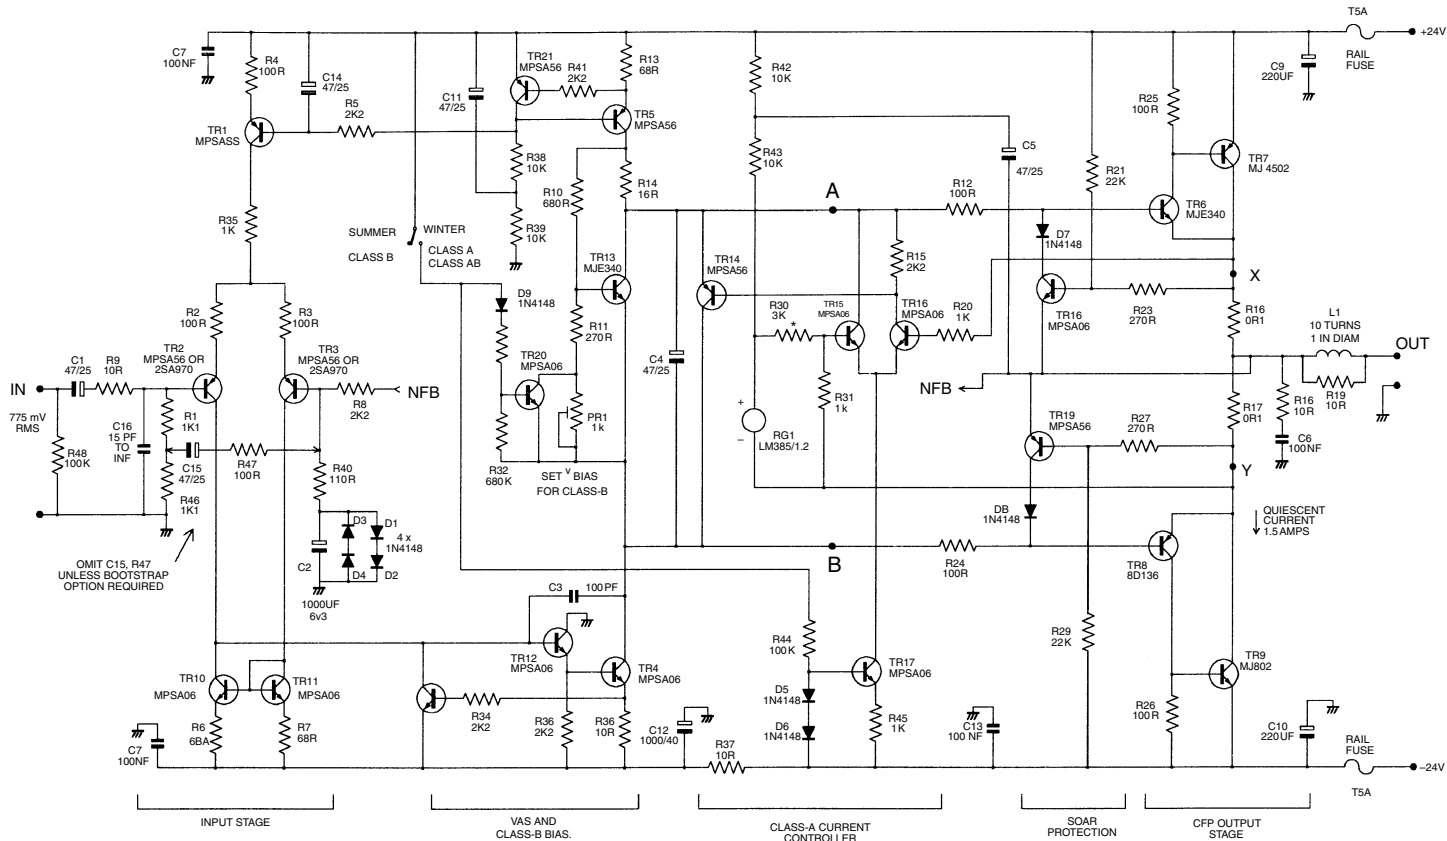 T5A
+24V
RAIL
FUSE
C7
100NF
R4
100R
C14
47/25
R5
2K2
TR1
MPSASS
R35
1K
C11
47/25
TR21
MPSA56
R41
2K2
R13
68R
TR5
MPSA56
R38
10K
R39
10K
R10
680R
R14
16R
TR13
MJE340
SUMMER
WINTER
CLASS B
CLASS A
CLASS AB
D9
1N4148
R11
270R
TR20
MPSA06
PR1
1k
R32
680K
SET V BIAS
FOR CLASS-B
R42
10K
R43
10K
C5
47/25
A
R12
100R
R15
2K2
TR14
MPSA56
R30
3K
*
TR15
MPSA06
TR16
MPSA06
R20
1K
R31
1k
RG1
LM385/1.2
+
–
C4
47/25
C9
220UF
R25
100R
TR7
MJ 4502
R21
22K
TR6
MJE340
D7
1N4148
TR16
MPSA06
R23
270R
X
R16
0R1
L1
10 TURNS
1 IN DIAM
OUT
R19
10R
R16
10R
C6
100NF
R17
0R1
NFB
TR19
MPSA56
R27
270R
Y
QUIESCENT
CURRENT
1.5AMPS
D8
1N4148
B
R24
100R
TR8
8D136
R29
22K
TR9
MJ802
R26
100R
C10
220UF
RAIL
FUSE
–24V
T5A
R2
100R
R3
100R
TR2
MPSA56 OR
2SA970
TR3
MPSA56 OR
2SA970
C1
47/25
R9
10R
IN
775 mV
RMS
R48
100K
C16
15 PF
TO
INF
R1
1K1
C15
47/25
R47
100R
R46
1K1
R8
2K2
NFB
R40
110R
D3
D1
4 x
1N4148
D4
D2
C2
1000UF
6v3
OMIT C15, R47
UNLESS BOOTSTRAP
OPTION REQUIRED
C3
100PF
TR12
MPSA06
TR4
MPSA06
TR10
MPSA06
TR11
MPSA06
R6
6BA
R7
68R
C7
100NF
R34
2K2
R36
2K2
R36
10R
C12
1000/40
R37
10R
R44
100K
D5
1N4148
D6
1N4148
TR17
MPSA06
R45
1K
C13
100 NF
INPUT STAGE
VAS AND
CLASS-B BIAS.
CLASS-A CURRENT
CONTROLLER
SOAR
PROTECTION
CFP OUTPUT
STAGE